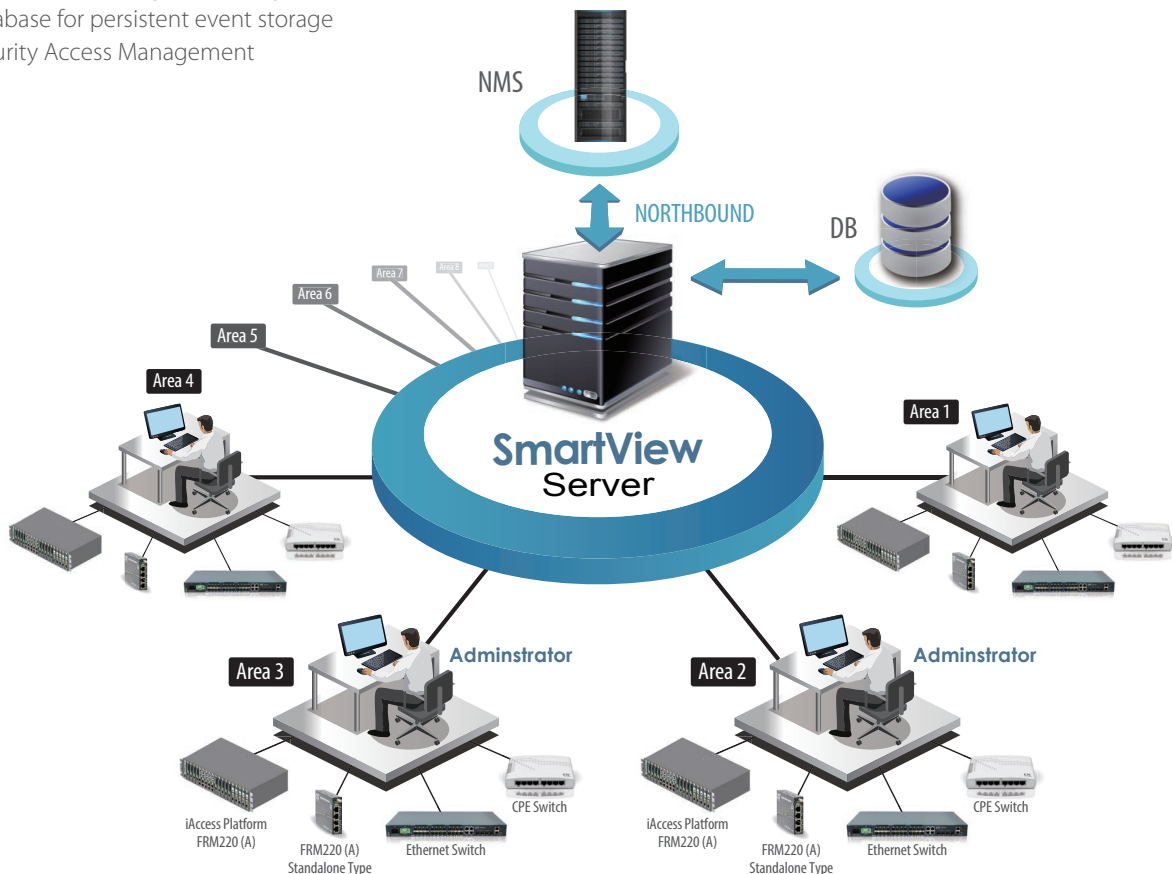 abase for persistent event storage
urity Access Management
NMS
NORTHBOUND
DB
Area 8
Area 7
Area 6
Area 5
Area 4
Area 1
SmartView
Server
Area 3
Adminstrator
Area 2
Adminstrator
iAccess Platform
FRM220 (A)
FRM220 (A)
Standalone Type
Ethernet Switch
CPE Switch
iAccess Platform
FRM220 (A)
FRM220 (A)
Standalone Type
Ethernet Switch
CPE Switch